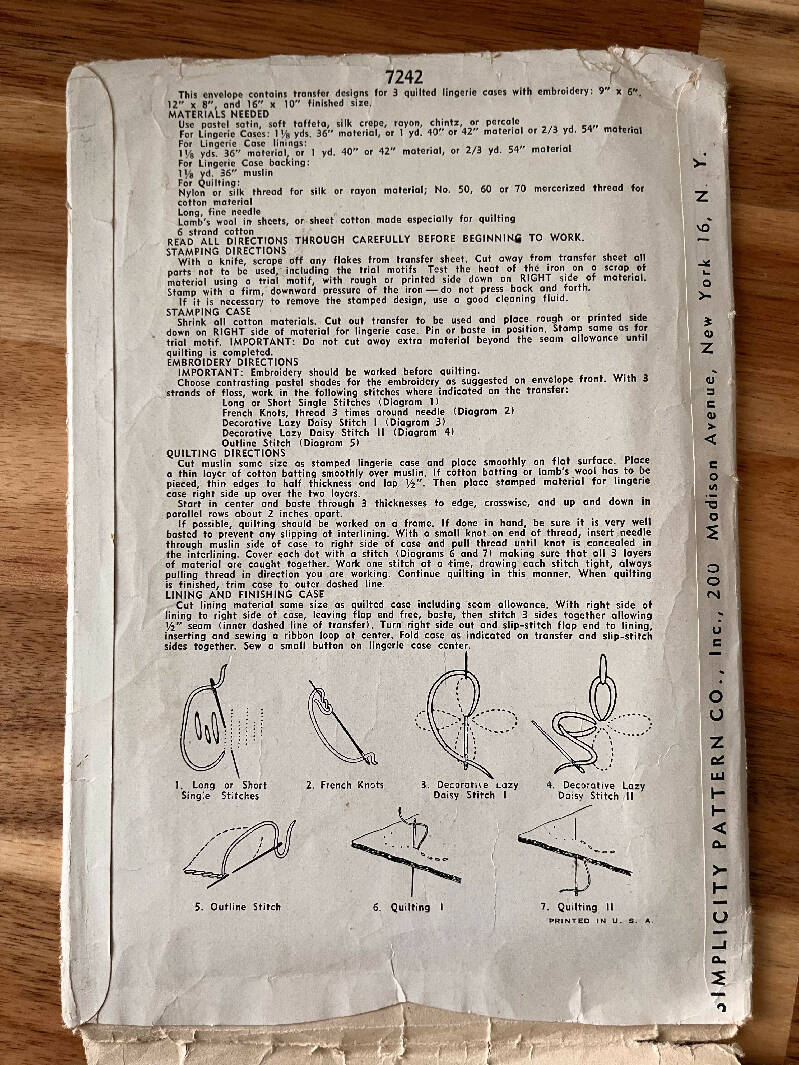 7242
This envelope contains transfer designs for 3 quilted lingerie cases with embroidery: 9" x 6",
12" x 8", and 16" x 10" finished size.
MATERIALS NEEDED
Use pastel satin, soft taffeta, silk crepe, rayon, chintz, or percale
For Lingerie Cases: 1⅛ yds. 36" material, or 1 yd. 40" or 42" material or 2/3 yd. 54" material
For Lingerie Case linings:
1⅛ yds. 36" material, or 1 yd. 40" or 42" material, or 2/3 yd. 54" material
For Lingerie Case backing:
1⅛ yd. 36" muslin
For Quilting:
Nylon or silk thread for silk or rayon material; No. 50, 60 or 70 mercerized thread for
cotton material
Long, fine needle
Lamb's wool in sheets, or sheet cotton made especially for quilting
6 strand cotton
READ ALL DIRECTIONS THROUGH CAREFULLY BEFORE BEGINNING TO WORK.
STAMPING DIRECTIONS
With a knife, scrape off any flakes from transfer sheet. Cut away from transfer sheet all
parts not to be used, including the trial motifs Test the heat of the iron on a scrap of
material using a trial motif, with rough or printed side down on RIGHT side of material.
Stamp with a firm, downward pressure of the iron — do not press back and forth.
If it is necessary to remove the stamped design, use a good cleaning fluid.
STAMPING CASE
Shrink all cotton materials. Cut out transfer to be used and place rough or printed side
down on RIGHT side of material for lingerie case. Pin or baste in position. Stamp same as for
trial motif. IMPORTANT: Do not cut away extra material beyond the seam allowance until
quilting is completed.
EMBROIDERY DIRECTIONS
IMPORTANT: Embroidery should be worked before quilting.
Choose contrasting pastel shades for the embroidery as suggested on envelope front. With 3
strands of floss, work in the following stitches where indicated on the transfer:
Long or Short Single Stitches (Diagram 1)
French Knots, thread 3 times around needle (Diagram 2)
Decorative Lazy Daisy Stitch I (Diagram 3)
Decorative Lazy Daisy Stitch II (Diagram 4)
Outline Stitch (Diagram 5)
QUILTING DIRECTIONS
Cut muslin same size as stamped lingerie case and place smoothly on flat surface. Place
a thin layer of cotton batting smoothly over muslin. If cotton batting or lamb's wool has to be
pieced, thin edges to half thickness and lap ½". Then place stamped material for lingerie
case right side up over the two layers.
Start in center and baste through 3 thicknesses to edge, crosswise, and up and down in
parallel rows about 2 inches apart.
If possible, quilting should be worked on a frame. If done in hand, be sure it is very well
basted to prevent any slipping of interlining. With a small knot on end of thread, insert needle
through muslin side of case to right side of case and pull thread until knot is concealed in
the interlining. Cover each dot with a stitch (Diagrams 6 and 7) making sure that all 3 layers
of material are caught together. Work one stitch at a time, drawing each stitch tight, always
pulling thread in direction you are working. Continue quilting in this manner. When quilting
is finished, trim case to outer dashed line.
LINING AND FINISHING CASE
Cut lining material same size as quilted case including seam allowance. With right side of
lining to right side of case, leaving flap end free, baste, then stitch 3 sides together allowing
½" seam (inner dashed line of transfer). Turn right side out and slip-stitch flap end to lining,
inserting and sewing a ribbon loop at center. Fold case as indicated on transfer and slip-stitch
sides together. Sew a small button on lingerie case center.
1. Long or Short
Single Stitches
2. French Knots
3. Decorative Lazy
Daisy Stitch I
4. Decorative Lazy
Daisy Stitch II
5. Outline Stitch
6. Quilting I
7. Quilting II
PRINTED IN U. S. A.
SIMPLICITY PATTERN CO., Inc., 200 Madison Avenue, New York 16, N. Y.